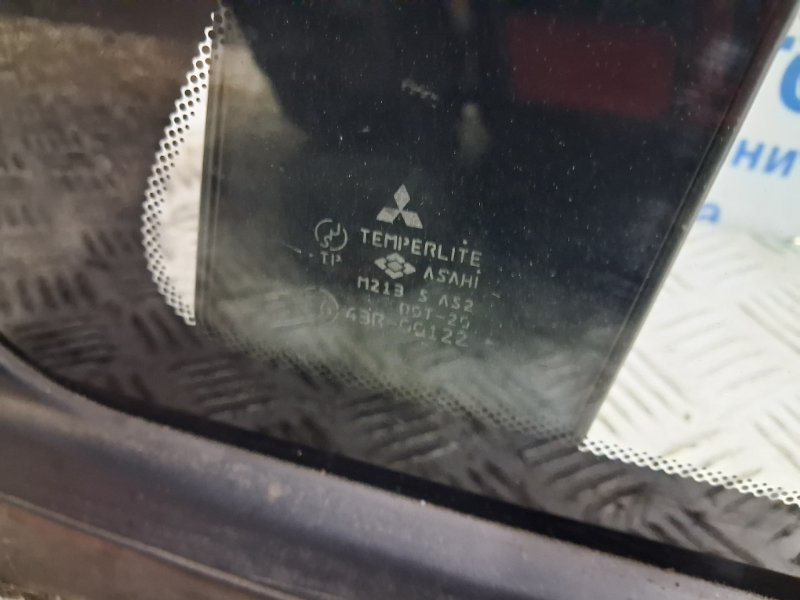 TEMPERLITE
TP ASAHI
M213 S AS2
DOT-20
43R-00122